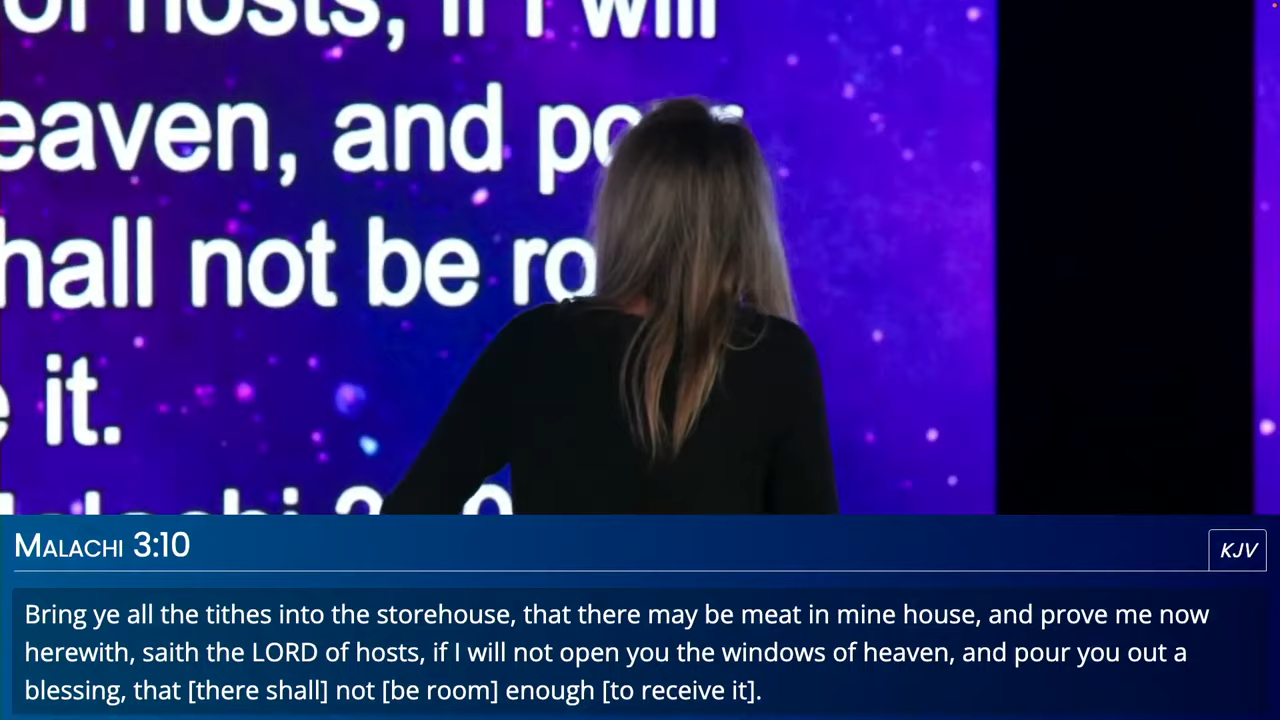 of hosts, if I will
eaven, and po
hall not be ro
e it.
Malachi 3:10
KJV
Bring ye all the tithes into the storehouse, that there may be meat in mine house, and prove me now
herewith, saith the LORD of hosts, if I will not open you the windows of heaven, and pour you out a
blessing, that [there shall] not [be room] enough [to receive it].